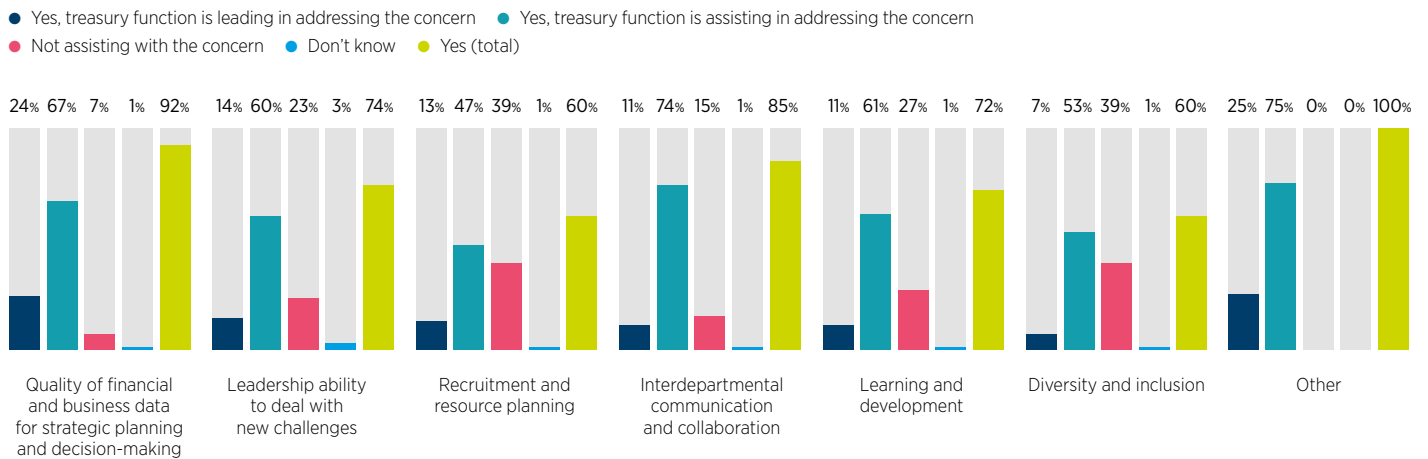 Yes, treasury function is leading in addressing the concern Yes, treasury function is assisting in addressing the concern
Not assisting with the concern Don't know Yes (total)
24% 67% 7% 1% 92% 14% 60% 23% 3% 74% 13% 47% 39% 1% 60% 11% 74% 15% 1% 85% 11% 61% 27% 1% 72% 7% 53% 39% 1% 60% 25% 75% 0% 0% 100%
Quality of financial
and business data
for strategic planning
and decision-making
Leadership ability
to deal with
new challenges
Recruitment and
resource planning
Interdepartmental
communication
and collaboration
Learning and
development
Diversity and inclusion
Other